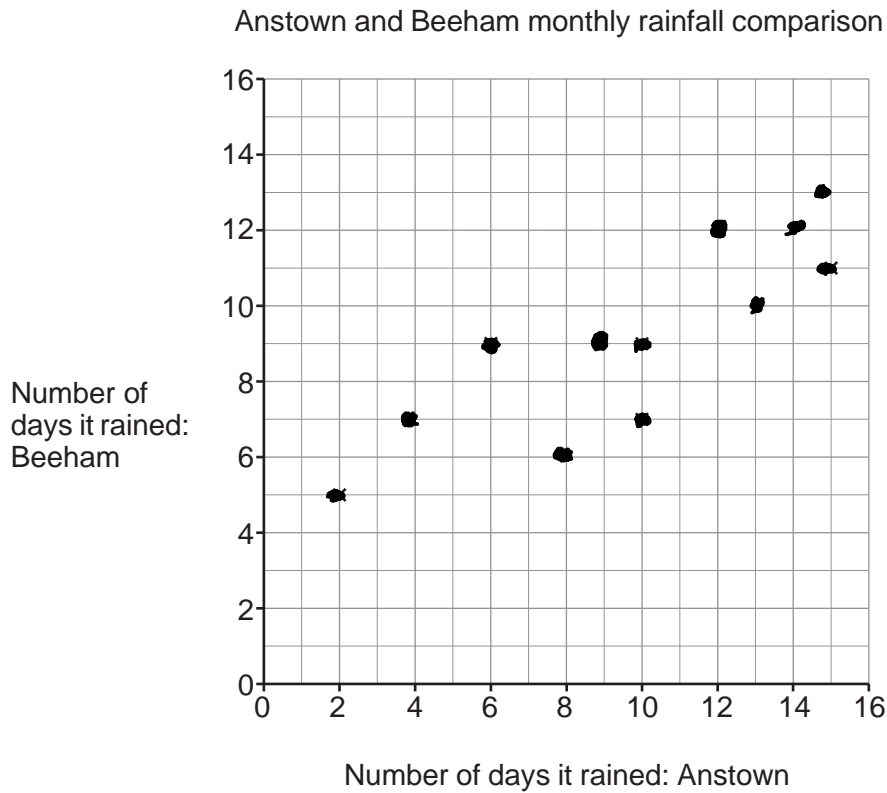 Anstown and Beeham monthly rainfall comparison
16
14
12
10
8
6
4
2
0
Number of
days it rained:
Beeham
0 2 4 6 8 10 12 14 16
Number of days it rained: Anstown